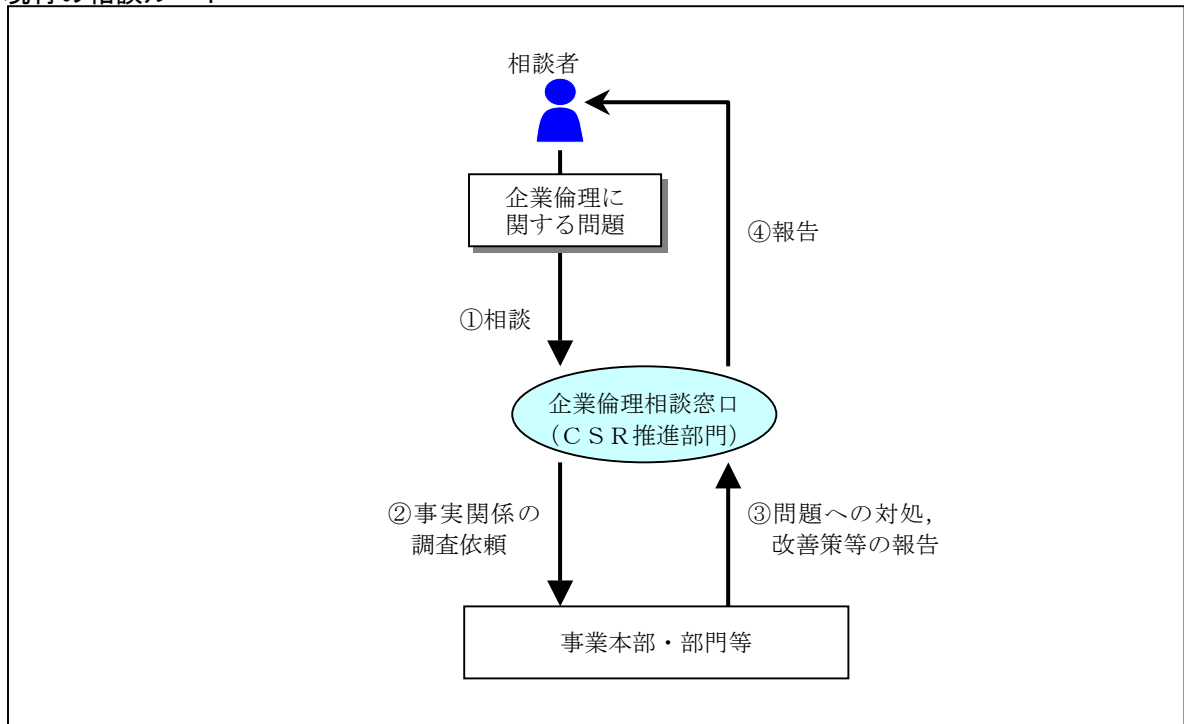 相談者
企業倫理に
関する問題
④報告
①相談
企業倫理相談窓口
（ＣＳＲ推進部門）
②事実関係の
調査依頼
③問題への対処，
改善策等の報告
事業本部・部門等